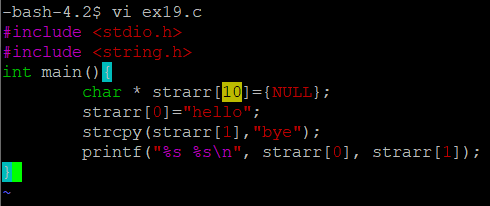 -bash-4.2$ vi ex19.c
#include <stdio.h>
#include <string.h>
int main(){
        char * strarr[10]={NULL};
        strarr[0]="hello";
        strcpy(strarr[1],"bye");
        printf("%s %s\n", strarr[0], strarr[1]);
}
~